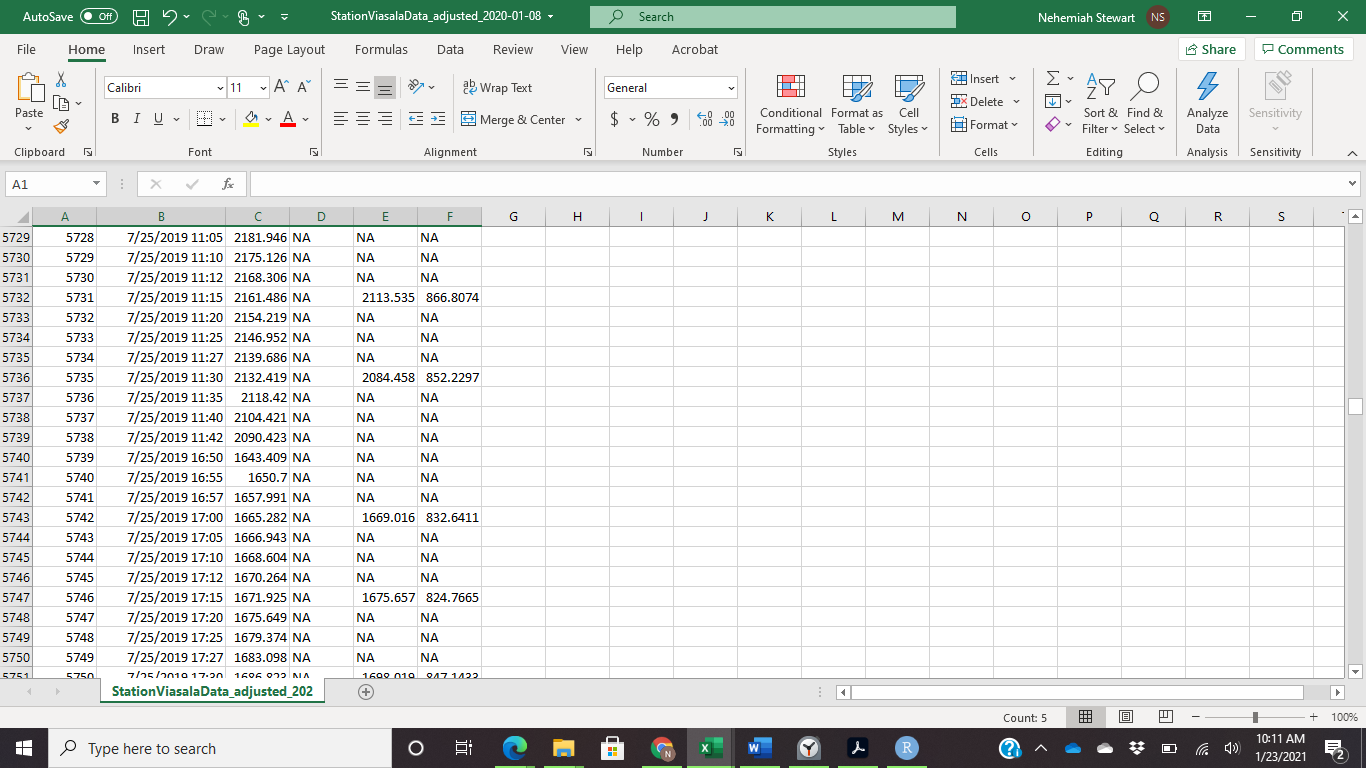 AutoSave Off StationViasalaData_adjusted_2020-01-08 Search Nehemiah Stewart NS
File Home Insert Draw Page Layout Formulas Data Review View Help Acrobat Share Comments
Paste Calibri 11 A A ab Wrap Text General Conditional Formatting Format as Table Cell Styles Insert Sort & Filter Find & Select Analyze Data Sensitivity
B I U A Merge & Center $ % Delete
Format
Clipboard Font Alignment Number Styles Cells Editing Analysis Sensitivity
A1 fx
A B C D E F G H I J K L M N O P Q R S
5729 5728 7/25/2019 11:05 2181.946 NA NA NA
5730 5729 7/25/2019 11:10 2175.126 NA NA NA
5731 5730 7/25/2019 11:12 2168.306 NA NA NA
5732 5731 7/25/2019 11:15 2161.486 NA 2113.535 866.8074
5733 5732 7/25/2019 11:20 2154.219 NA NA NA
5734 5733 7/25/2019 11:25 2146.952 NA NA NA
5735 5734 7/25/2019 11:27 2139.686 NA NA NA
5736 5735 7/25/2019 11:30 2132.419 NA 2084.458 852.2297
5737 5736 7/25/2019 11:35 2118.42 NA NA NA
5738 5737 7/25/2019 11:40 2104.421 NA NA NA
5739 5738 7/25/2019 11:42 2090.423 NA NA NA
5740 5739 7/25/2019 16:50 1643.409 NA NA NA
5741 5740 7/25/2019 16:55 1650.7 NA NA NA
5742 5741 7/25/2019 16:57 1657.991 NA NA NA
5743 5742 7/25/2019 17:00 1665.282 NA 1669.016 832.6411
5744 5743 7/25/2019 17:05 1666.943 NA NA NA
5745 5744 7/25/2019 17:10 1668.604 NA NA NA
5746 5745 7/25/2019 17:12 1670.264 NA NA NA
5747 5746 7/25/2019 17:15 1671.925 NA 1675.657 824.7665
5748 5747 7/25/2019 17:20 1675.649 NA NA NA
5749 5748 7/25/2019 17:25 1679.374 NA NA NA
5750 5749 7/25/2019 17:27 1683.098 NA NA NA
5751 5750 7/25/2019 17:30 1686.823 NA 1698.019 847.1433
StationViasalaData_adjusted_202
Count: 5 100%
Type here to search 10:11 AM
1/23/2021 2